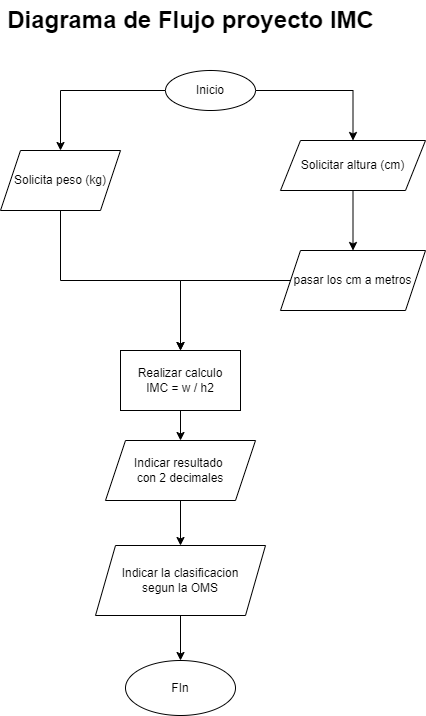 Diagrama de Flujo proyecto IMC
Inicio
Solicita peso (kg)
Solicitar altura (cm)
pasar los cm a metros
Realizar calculo
IMC = w / h2
Indicar resultado
con 2 decimales
Indicar la clasificacion
segun la OMS
FIn